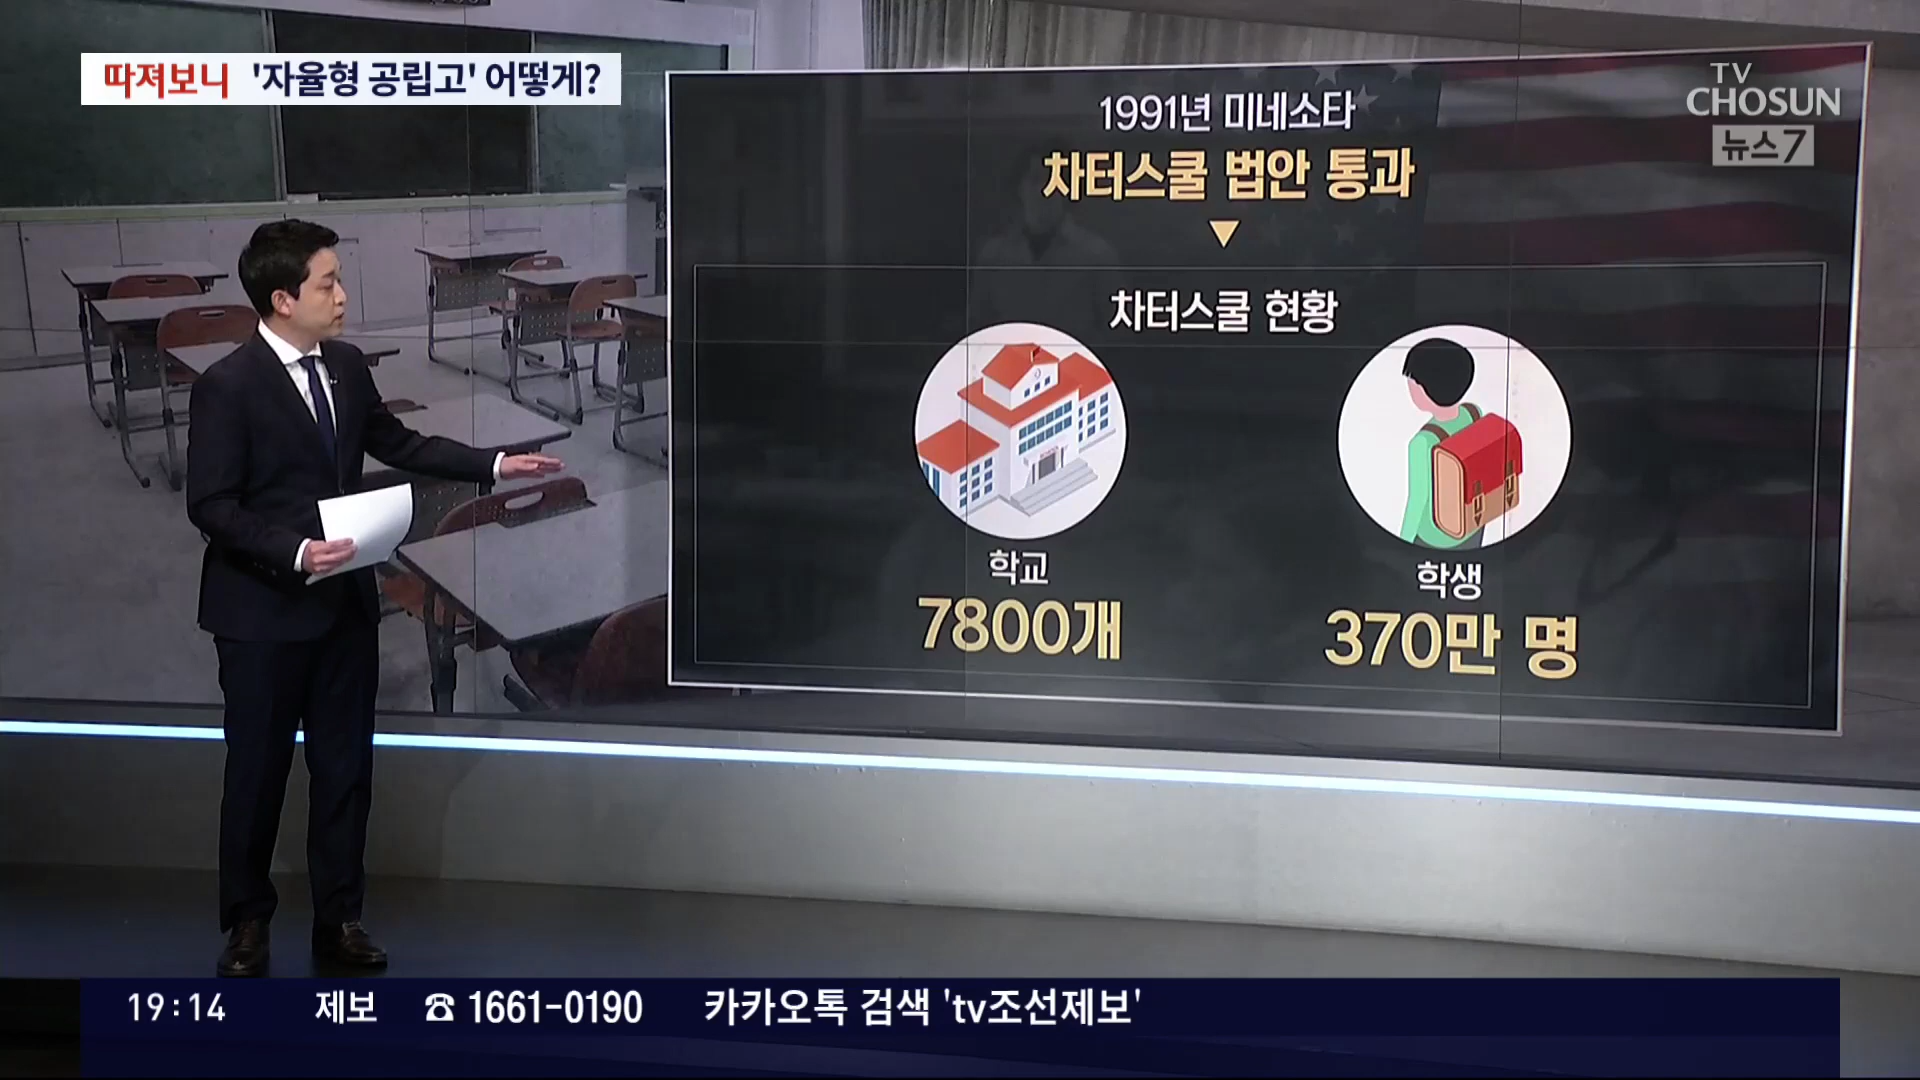 따져보니 '자율형 공립고' 어떻게?
TV
CHOSUN
뉴스7
1991년 미네소타
차터스쿨 법안 통과
차터스쿨 현황
학교
7800개
학생
370만 명
19:14 제보 ☎ 1661-0190 카카오톡 검색 'tv조선제보'